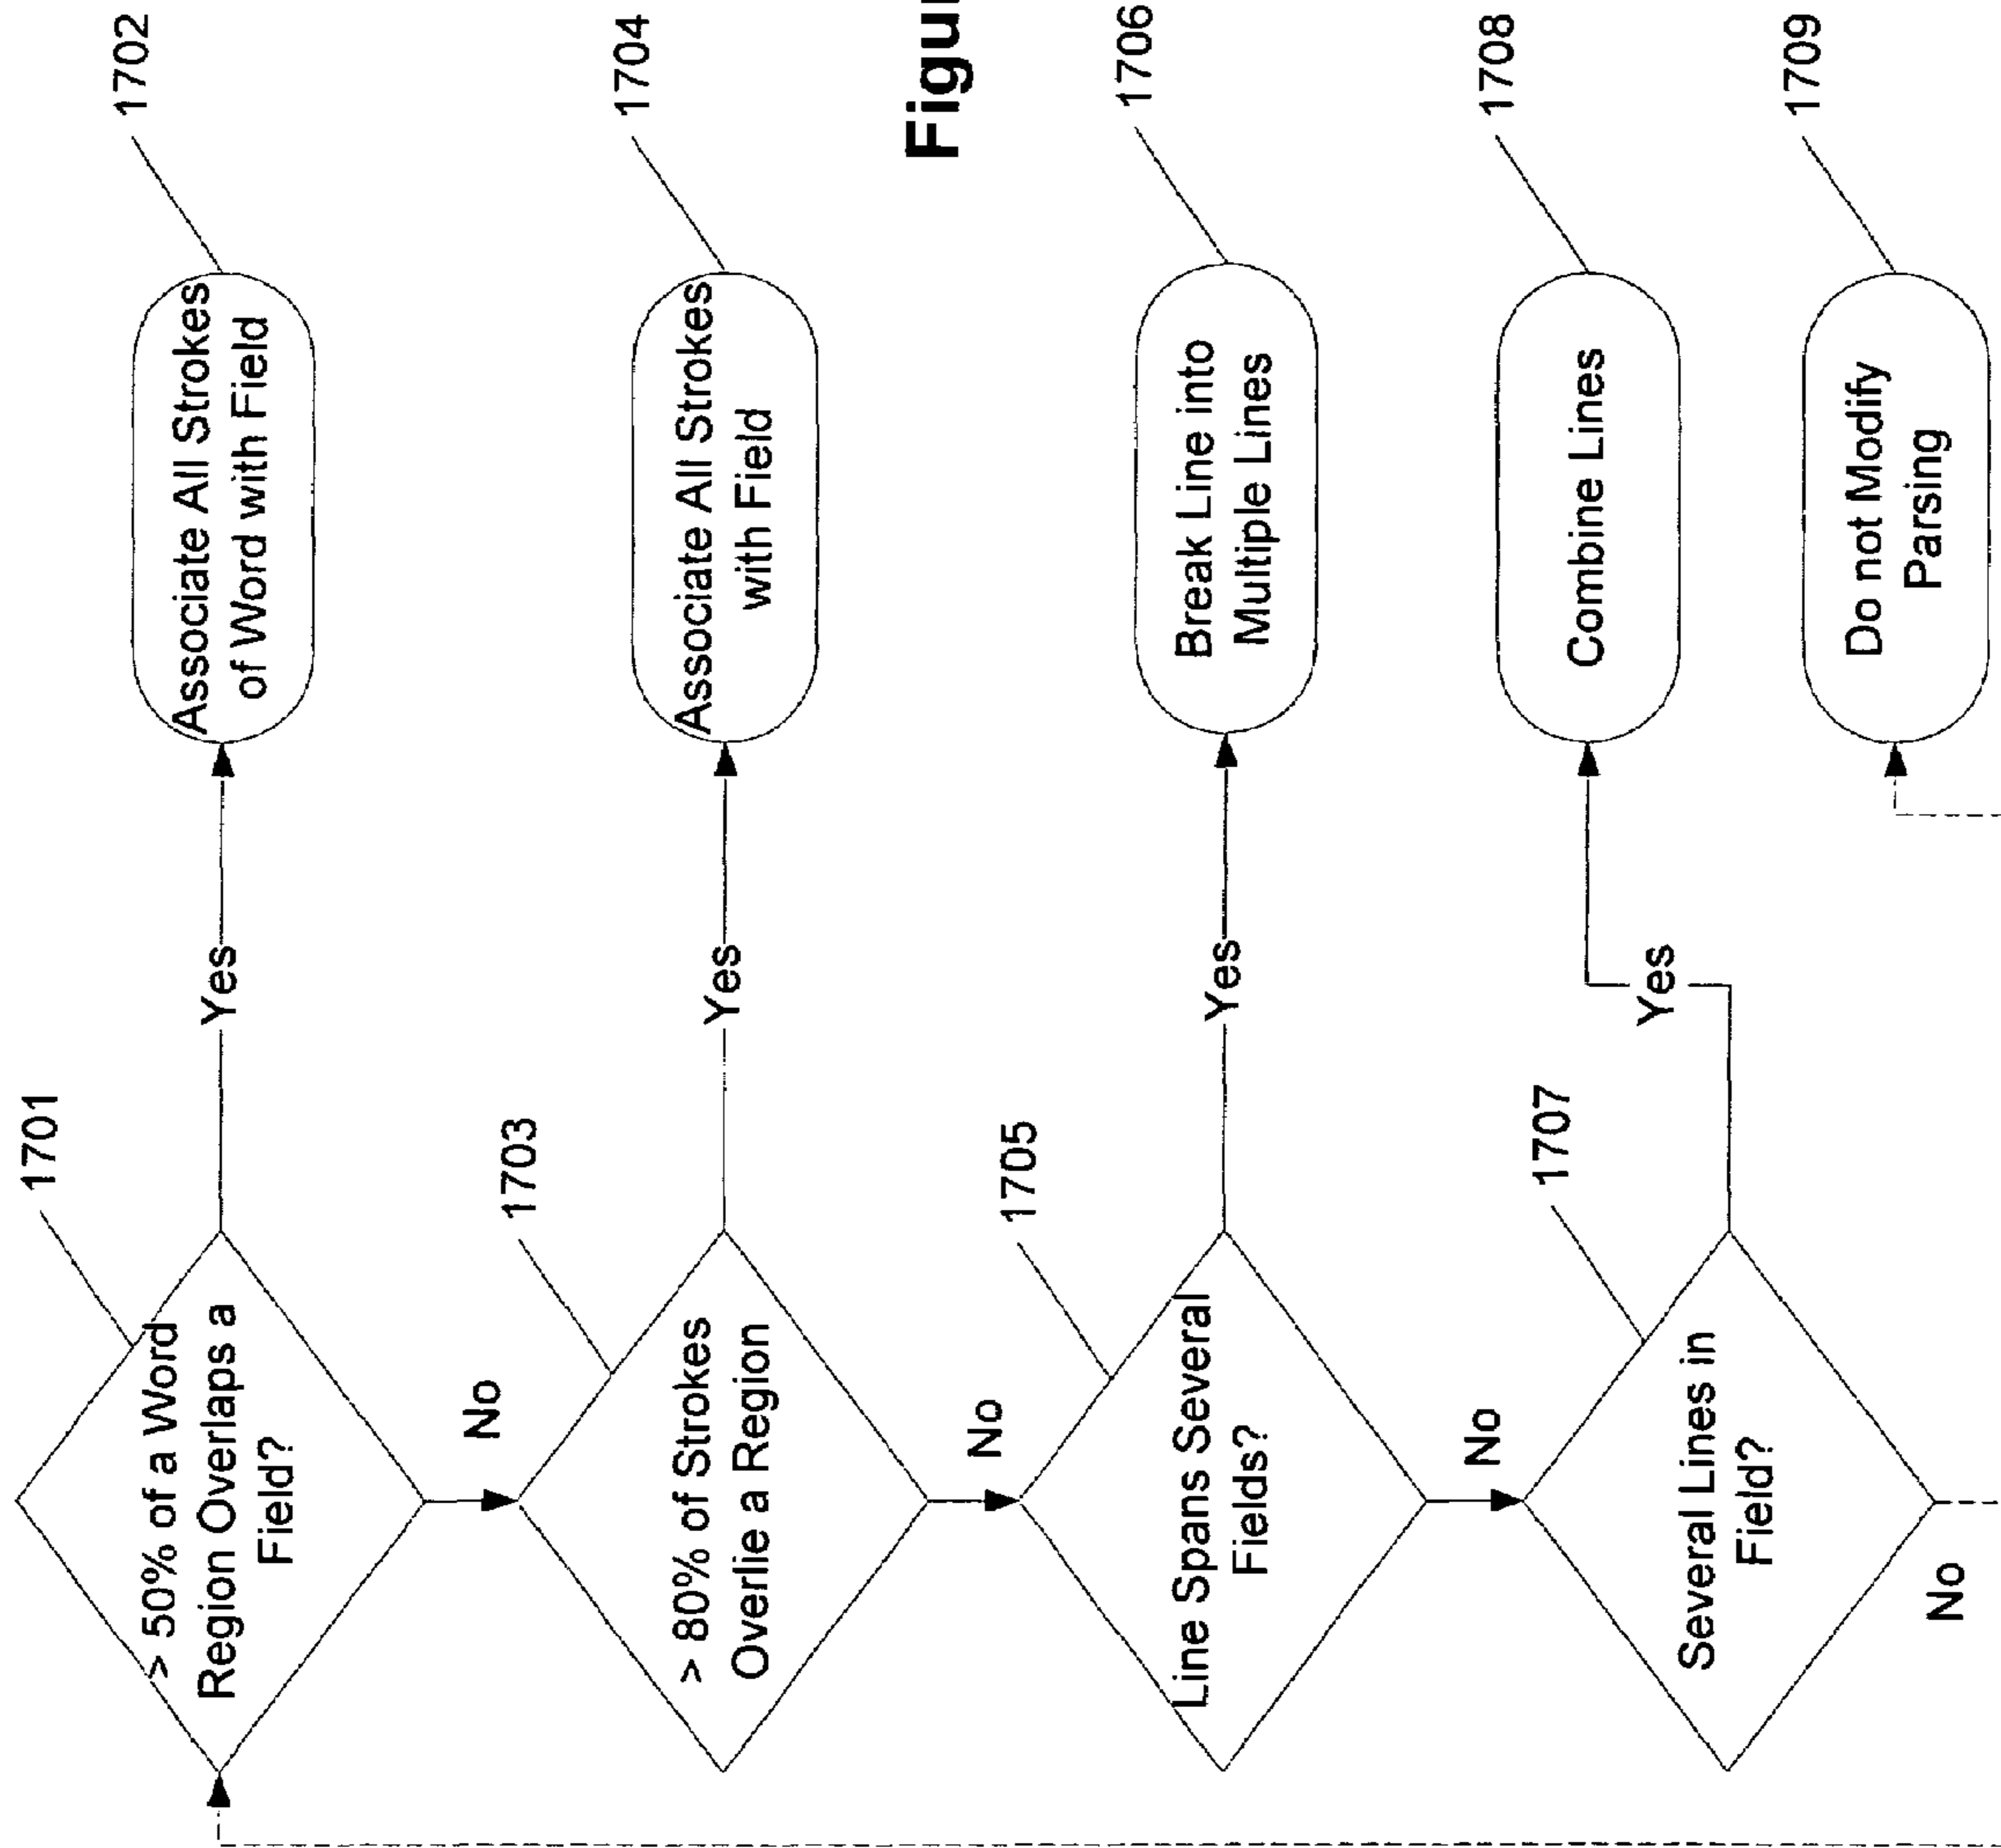 1701
> 50% of a Word
Region Overlaps a
Field?
Yes
1702
Associate All Strokes
of Word with Field
No
1703
> 80% of Strokes
Overlie a Region
Yes
1704
Associate All Strokes
with Field
No
Figur
1705
Line Spans Several
Fields?
Yes
1706
Break Line into
Multiple Lines
No
1707
Several Lines in
Field?
Yes
1708
Combine Lines
No
1709
Do not Modify
Parsing